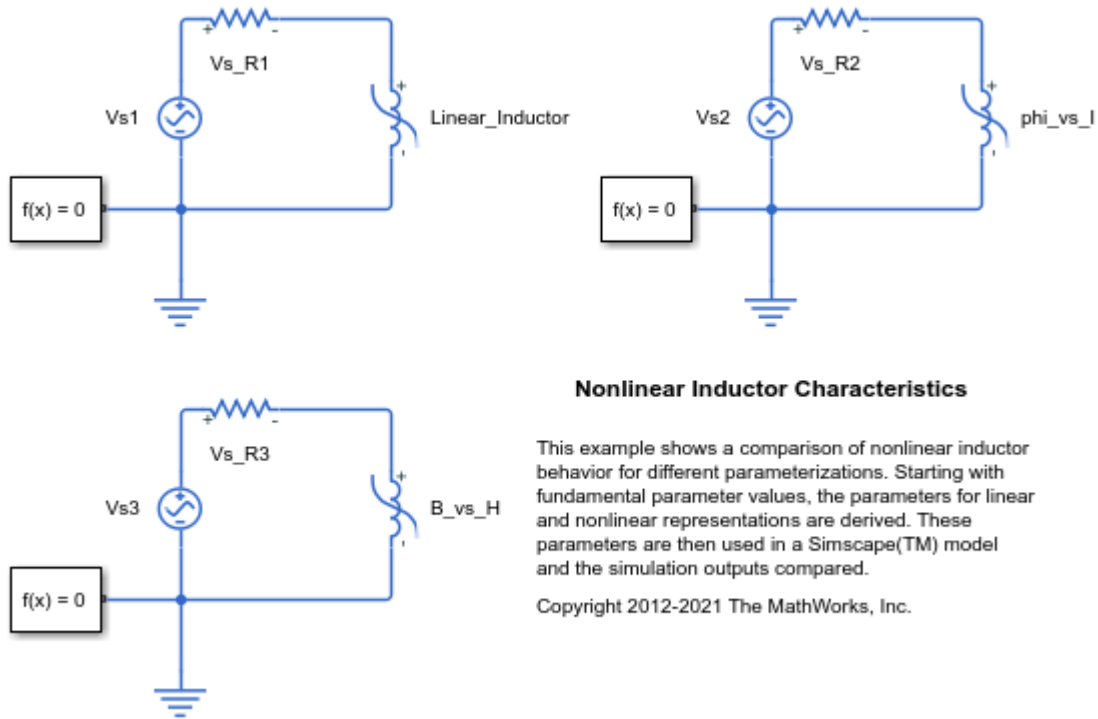 + -
Vs_R1
Vs1
+
Linear_Inductor
-
f(x) = 0
+ -
Vs_R2
Vs2
+
phi_vs_I
-
f(x) = 0
+ -
Vs_R3
Vs3
+
B_vs_H
-
f(x) = 0
Nonlinear Inductor Characteristics
This example shows a comparison of nonlinear inductor
behavior for different parameterizations. Starting with
fundamental parameter values, the parameters for linear
and nonlinear representations are derived. These
parameters are then used in a Simscape(TM) model
and the simulation outputs compared.
Copyright 2012-2021 The MathWorks, Inc.